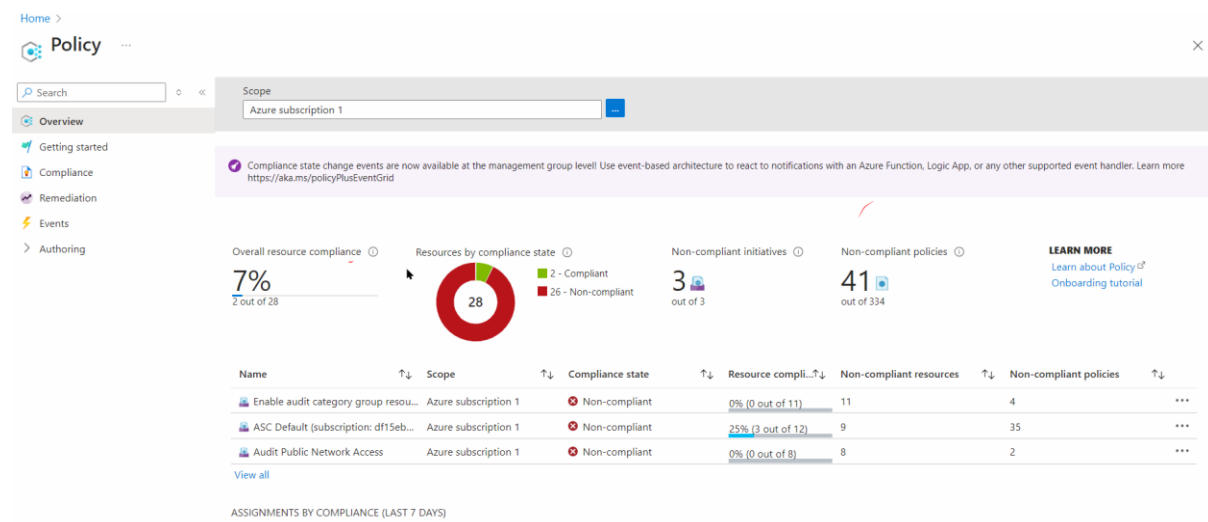 Home >
Policy ...
Search
Overview
Getting started
Compliance
Remediation
Events
Authoring
Scope
Azure subscription 1
...
Compliance state change events are now available at the management group level! Use event-based architecture to react to notifications with an Azure Function, Logic App, or any other supported event handler. Learn more
https://aka.ms/policyPlusEventGrid
Overall resource compliance
7%
2 out of 28
Resources by compliance state
28
2 - Compliant
26 - Non-compliant
Non-compliant initiatives
3
out of 3
Non-compliant policies
41
out of 334
LEARN MORE
Learn about Policy
Onboarding tutorial
Name Scope Compliance state Resource compli... Non-compliant resources Non-compliant policies
Enable audit category group resou... Azure subscription 1 Non-compliant 0% (0 out of 11) 11 4 ...
ASC Default (subscription: df15eb... Azure subscription 1 Non-compliant 25% (3 out of 12) 9 35 ...
Audit Public Network Access Azure subscription 1 Non-compliant 0% (0 out of 8) 8 2 ...
View all
ASSIGNMENTS BY COMPLIANCE (LAST 7 DAYS)